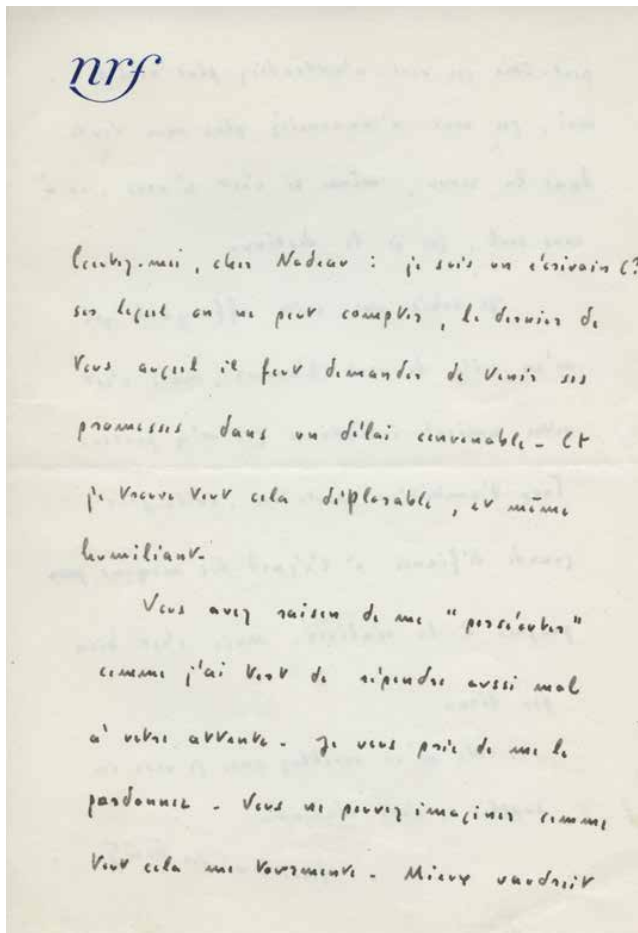 nrf
Écoutez-moi, cher Nadeau : je suis un écrivain (?)
sur lequel on ne peut compter, le dernier de
tous auquel il faut demander de tenir ses
promesses dans un délai convenable - Et
je trouve tout cela déplorable, et même
humiliant -
Vous avez raison de me "persécuter"
comme j'ai tort de répondre aussi mal
à votre attente - Je vous prie de me le
pardonner - Vous ne pouvez imaginer comme
tout cela me tourmente - Mieux vaudrait